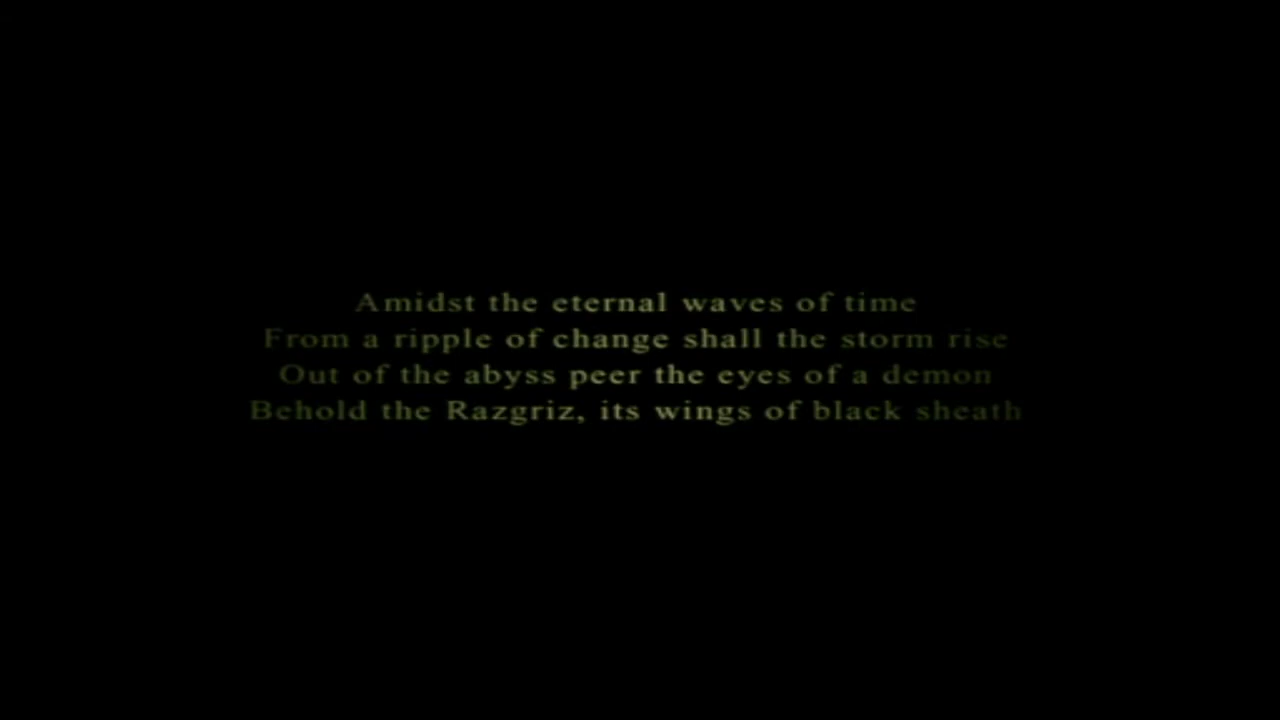 Amidst the eternal waves of time
From a ripple of change shall the storm rise
Out of the abyss peer the eyes of a demon
Behold the Razgriz, its wings of black sheath